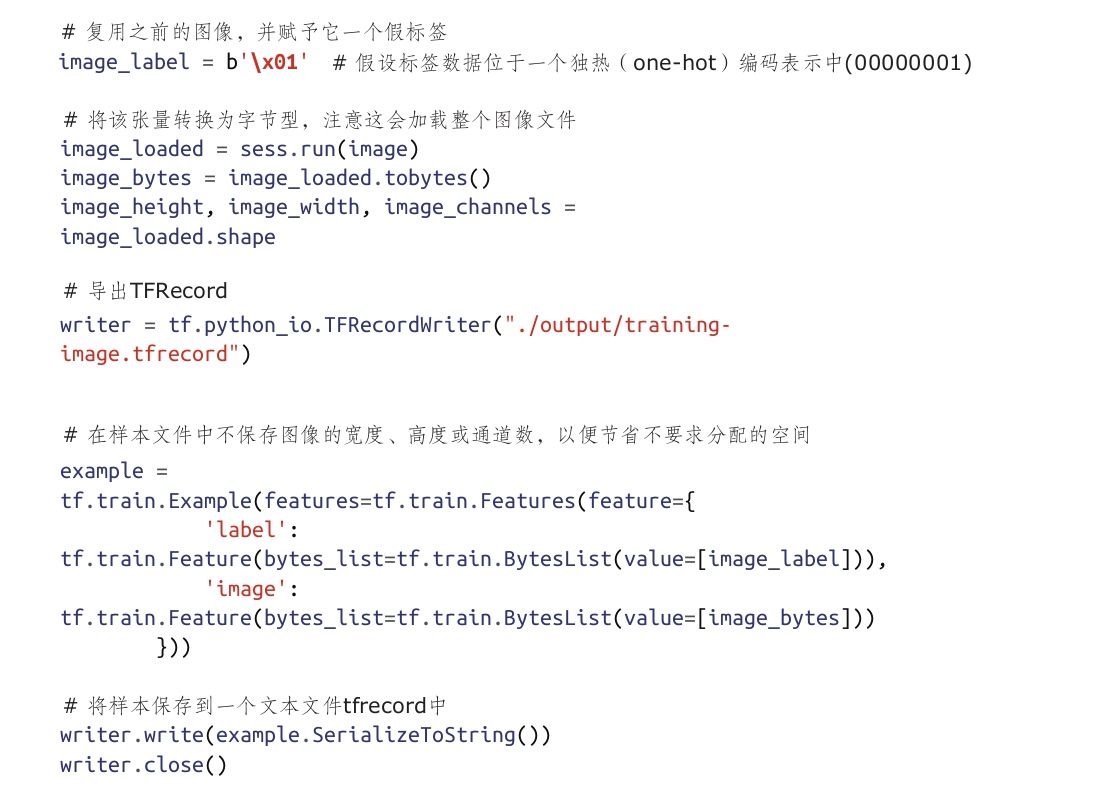 # 复用之前的图像，并赋予它一个假标签
image_label = b'\x01'  # 假设标签数据位于一个独热（one-hot）编码表示中(00000001)
# 将该张量转换为字节型，注意这会加载整个图像文件
image_loaded = sess.run(image)
image_bytes = image_loaded.tobytes()
image_height, image_width, image_channels =
image_loaded.shape
# 导出TFRecord
writer = tf.python_io.TFRecordWriter("./output/training-
image.tfrecord")
# 在样本文件中不保存图像的宽度、高度或通道数，以便节省不要求分配的空间
example =
tf.train.Example(features=tf.train.Features(feature={
            'label':
tf.train.Feature(bytes_list=tf.train.BytesList(value=[image_label])),
            'image':
tf.train.Feature(bytes_list=tf.train.BytesList(value=[image_bytes]))
        }))
# 将样本保存到一个文本文件tfrecord中
writer.write(example.SerializeToString())
writer.close()